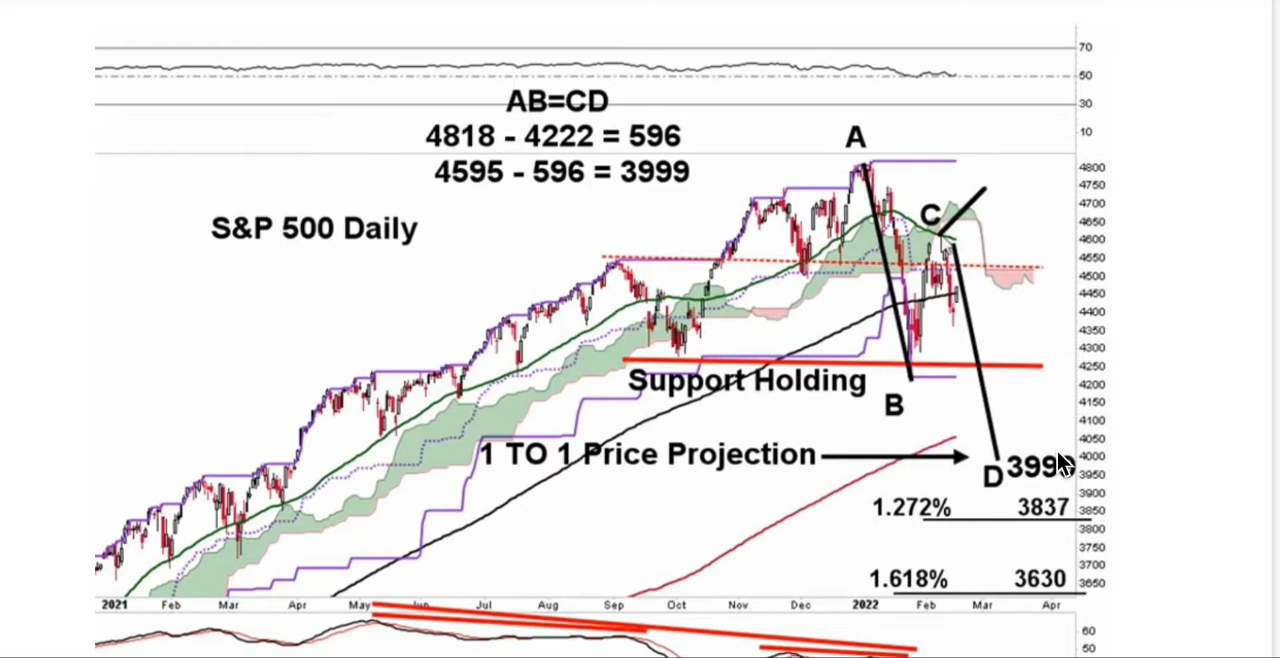 70
50
30
10
AB=CD
4818 - 4222 = 596
4595 - 596 = 3999
S&P 500 Daily
A
C
4800
4750
4700
4650
4600
4550
4500
4450
4400
4350
4300
4250
4200
4150
4100
4050
4000
3950
3900
3850
3800
3750
3700
3650
Support Holding
B
1 TO 1 Price Projection
D 3999
1.272% 3837
1.618% 3630
2021 Feb Mar Apr May Jun Jul Aug Sep Oct Nov Dec 2022 Feb Mar Apr
60
50